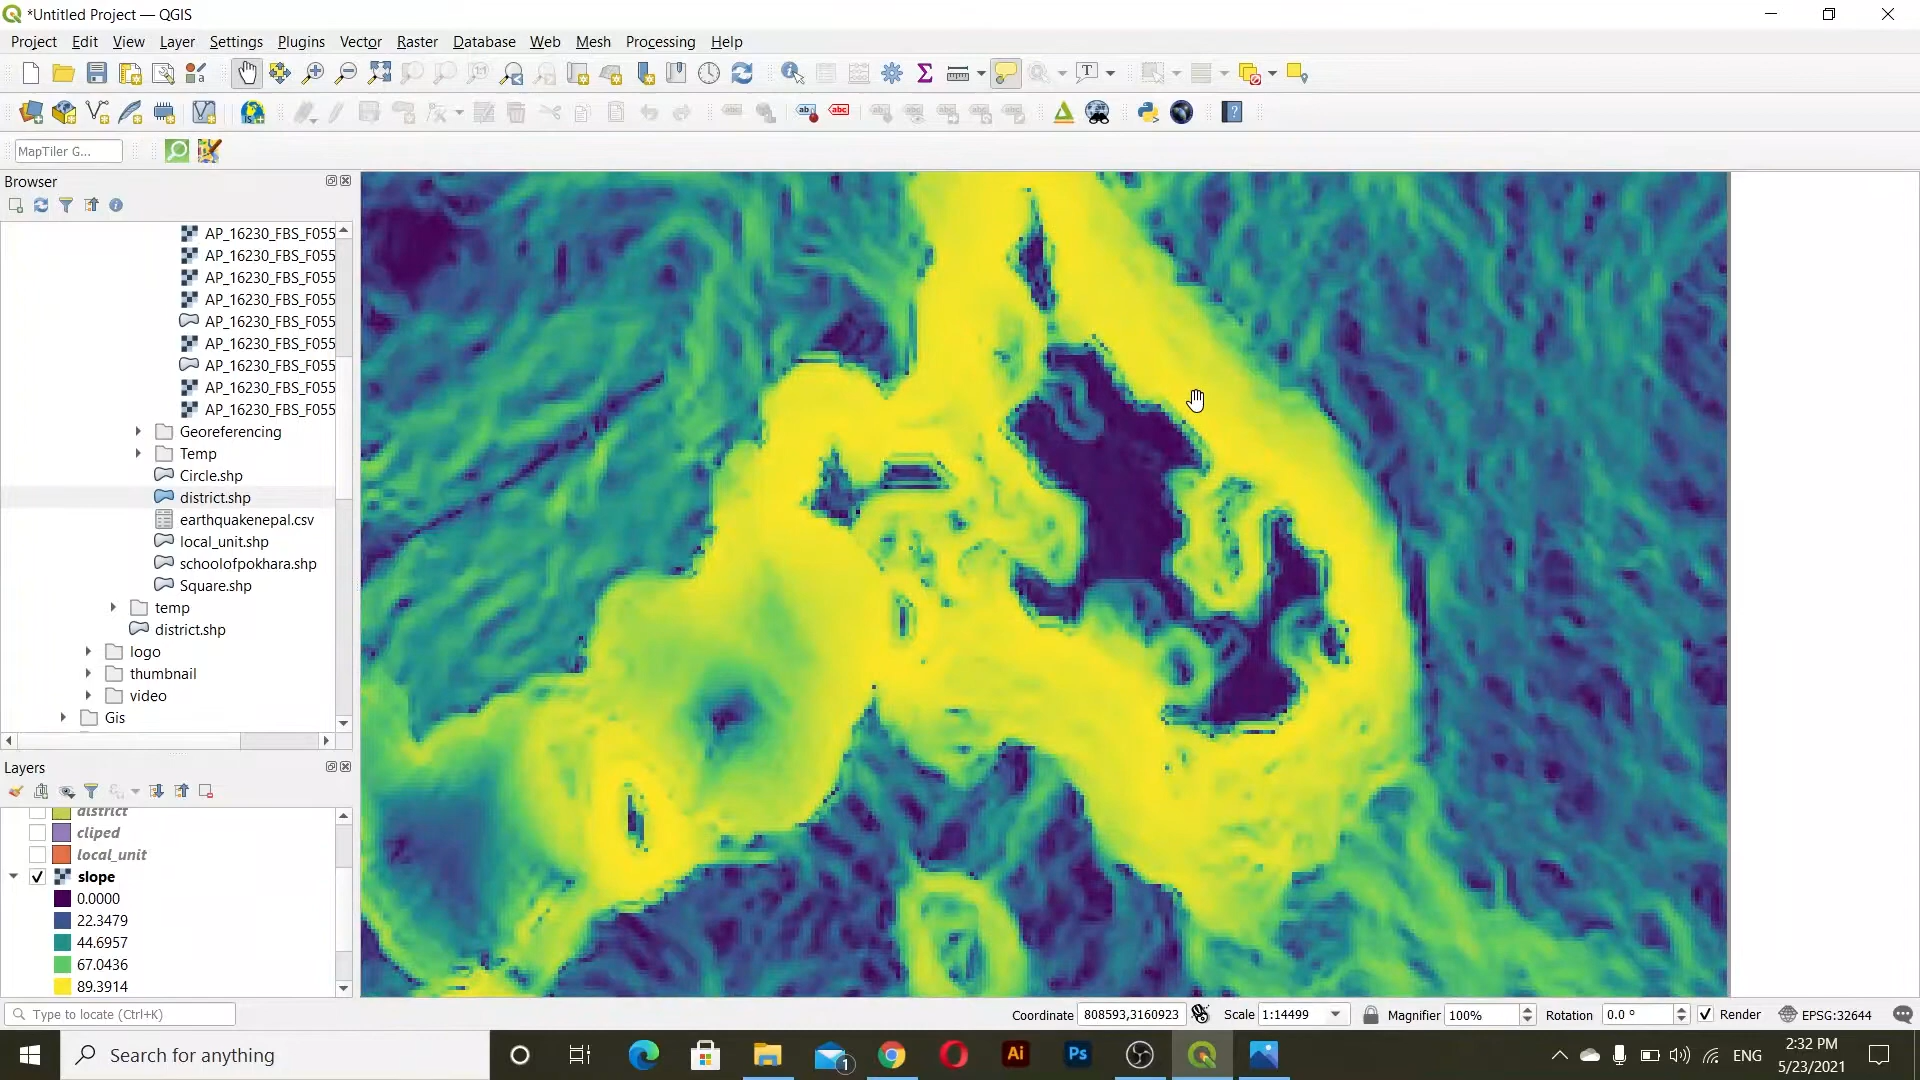 *Untitled Project — QGIS
Project Edit View Layer Settings Plugins Vector Raster Database Web Mesh Processing Help
MapTiler G...
Browser
AP_16230_FBS_F055
AP_16230_FBS_F055
AP_16230_FBS_F055
AP_16230_FBS_F055
AP_16230_FBS_F055
AP_16230_FBS_F055
AP_16230_FBS_F055
AP_16230_FBS_F055
AP_16230_FBS_F055
Georeferencing
Temp
Circle.shp
district.shp
earthquakenepal.csv
local_unit.shp
schoolofpokhara.shp
Square.shp
temp
district.shp
logo
thumbnail
video
Gis
Layers
district
cliped
local_unit
slope
0.0000
22.3479
44.6957
67.0436
89.3914
Type to locate (Ctrl+K)
Coordinate 808593,3160923 Scale 1:14499 Magnifier 100% Rotation 0.0 ° Render EPSG:32644
Search for anything
1
Ai
Ps
ENG
2:32 PM
5/23/2021